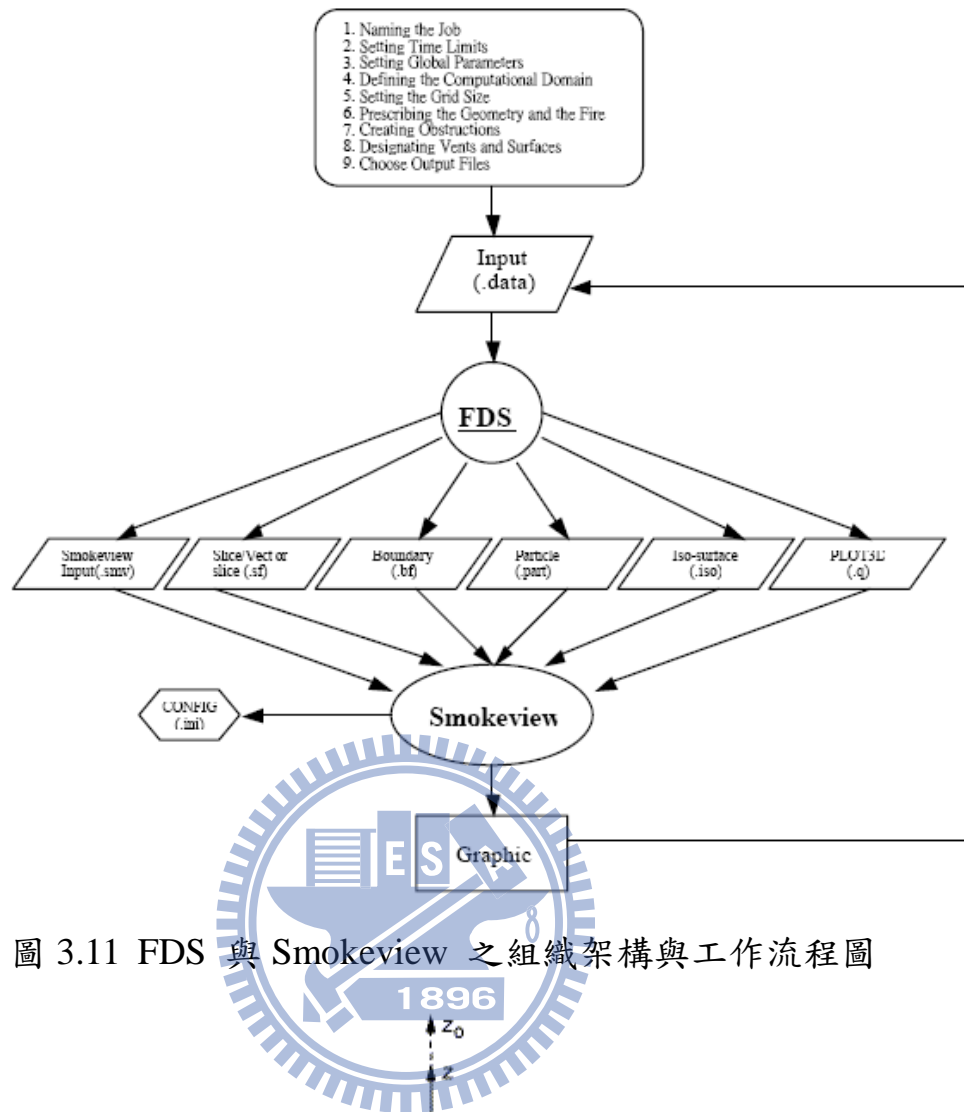 1. Naming the Job
2. Setting Time Limits
3. Setting Global Parameters
4. Defining the Computational Domain
5. Setting the Grid Size
6. Prescribing the Geometry and the Fire
7. Creating Obstructions
8. Designating Vents and Surfaces
9. Choose Output Files
Input
(.data)
FDS
Smokeview
Input(.smv)
Slice/Vect or
slice (.sf)
Boundary
(.bf)
Particle
(.part)
Iso-surface
(.iso)
PLOT3D
(.q)
CONFIG
(.ini)
Smokeview
Graphic
E S A
8
圖 3.11 FDS 與 Smokeview 之組織架構與工作流程圖
1896
z₀
z